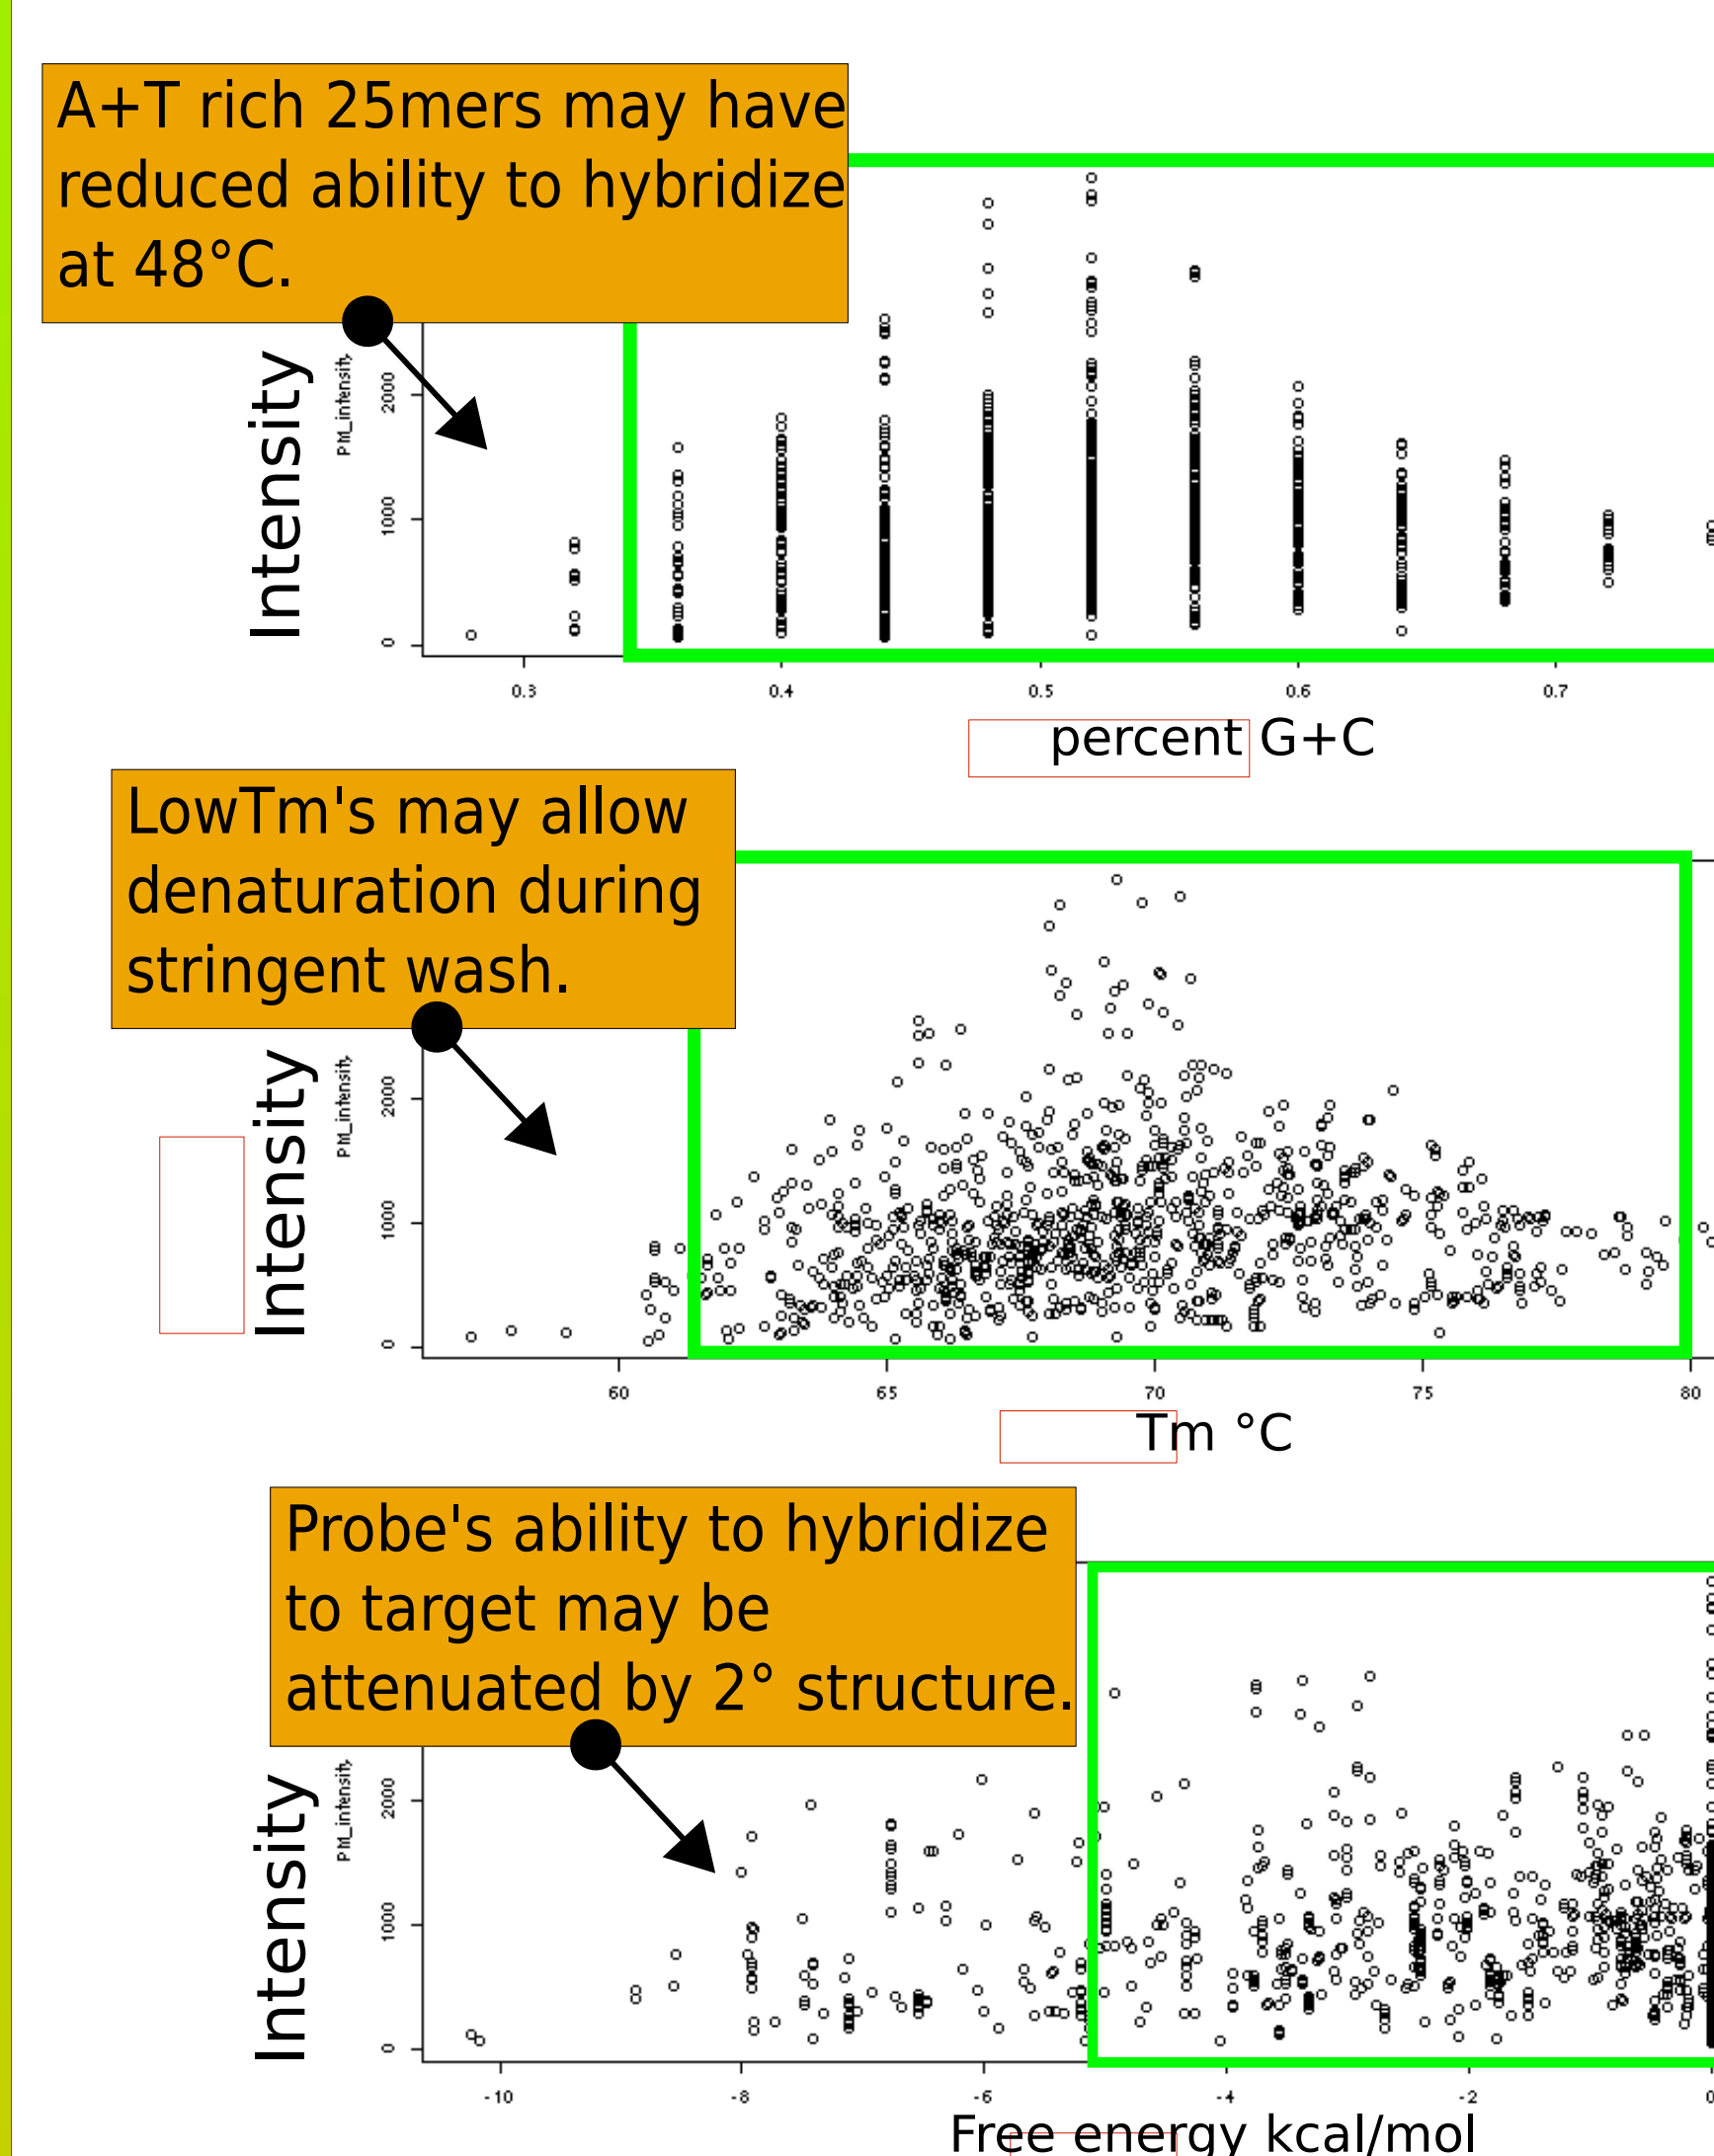 A+T rich 25mers may have
reduced ability to hybridize
at 48°C.
Intensity
PM_intensity
2000
1000
0
0.3 0.4 0.5 0.6 0.7
percent G+C
LowTm's may allow
denaturation during
stringent wash.
Intensity
PM_intensity
2000
1000
0
60 65 70 75 80
Tm °C
Probe's ability to hybridize
to target may be
attenuated by 2° structure.
Intensity
PM_intensity
2000
1000
0
-10 -8 -6 -4 -2 0
Free energy kcal/mol